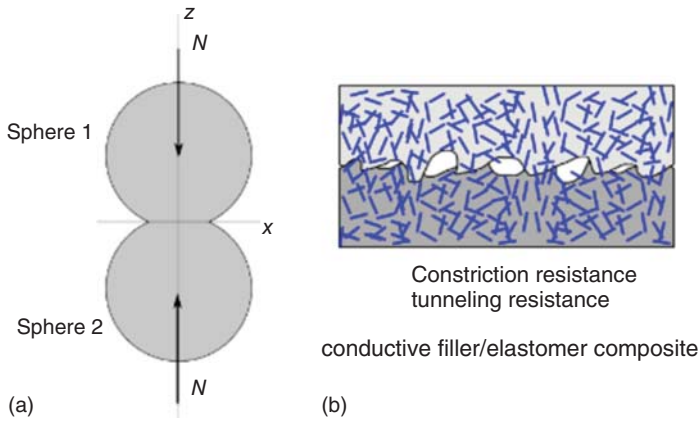 z
N
Sphere 1
x
Sphere 2
N
(a)
Constriction resistance
tunneling resistance
conductive filler/elastomer composite
(b)